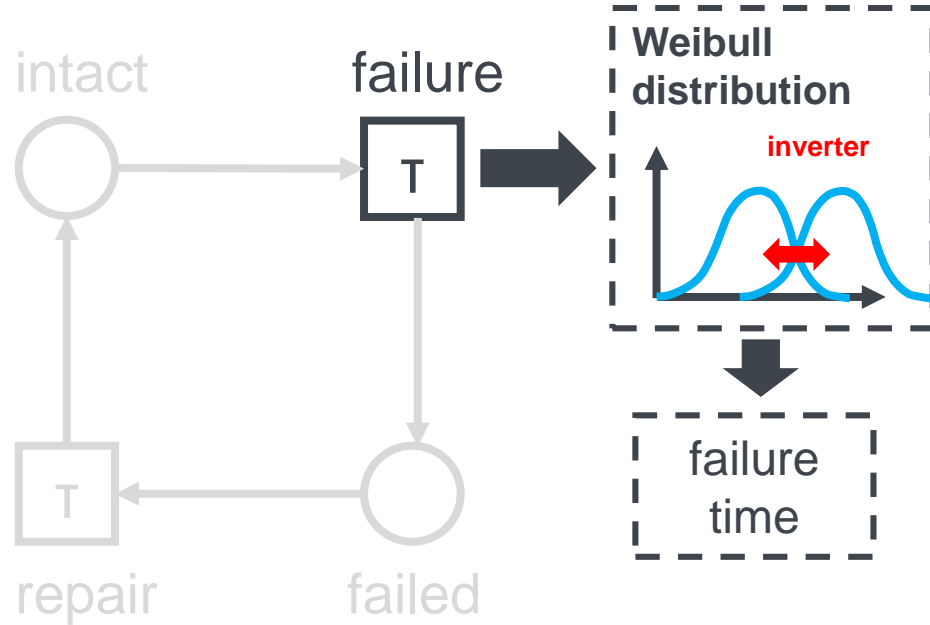 intact
failure
T
Weibull
distribution
inverter
T
repair
failed
failure
time